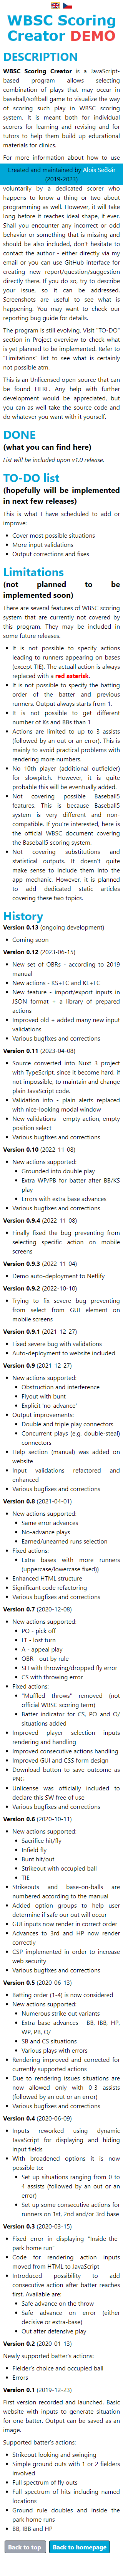 WBSC Scoring
Creator DEMO
DESCRIPTION
WBSC Scoring Creator is a JavaScript-
based program allows selecting
combination of plays that may occur in
baseball/softball game to visualize the way
of scoring such play in WBSC scoring
system. It is meant both for individual
scorers for learning and revising and for
tutors to help them build up educational
materials for clinics.
For more information about how to use
Created and maintained by Alois Sečkár
(2019-2023)
voluntarily by a dedicated scorer who
happens to know a thing or two about
programming as well. However, it will take
long before it reaches its ideal shape, if ever.
Shall you encounter any incorrect or odd
behavior or something that is missing and
should be also included, don't hesitate to
contact the author - either directly via my
email or you can use GitHub interface for
creating new report/question/suggestion
directly there. If you do so, try to describe
your issue, so it can be addressed.
Screenshots are useful to see what is
happening. You may want to check out
reporting bug guide for details.
The program is still evolving. Visit "TO-DO"
section in Project overview to check what
is yet planned to be implemented. Refer to
"Limitations" list to see what is certainly
not possible atm.
This is an Unlicensed open-source that can
be found HERE. Any help with further
development would be appreciated, but
you can as well take the source code and
do whatever you want with it yourself.
DONE
(what you can find here)
List will be included upon v1.0 release.
TO-DO list
(hopefully will be implemented
in next few releases)
This is what I have scheduled to add or
improve:
Cover most possible situations
More input validations
Output corrections and fixes
Limitations
(not planned to be
implemented soon)
There are several features of WBSC scoring
system that are currently not covered by
this program. They may be included in
some future releases.
It is not possible to specify actions
leading to runners appearing on bases
(except TIE). The actuall action is always
replaced with a red asterisk.
It is not possible to specify the batting
order of the batter and the previous
runners. Output always starts from 1.
It is not possible to get different
number of Ks and BBs than 1
Actions are limited to up to 3 assists
(followed by an out or an error). This is
mainly to avoid practical problems with
rendering more numbers.
No 10th player (additional outfielder)
for slowpitch. However, it is quite
probable this will be eventually added.
Not covering possible Baseball5
features. This is because Baseball5
system is very different and non-
compatible. If you're interested, here is
the official WBSC document covering
the Baseball5 scoring system.
Not covering substitutions and
statistical outputs. It doesn't quite
make sense to include them into the
app mechanic. However, it is planned
to add dedicated static articles
covering these two topics.
History
Version 0.13 (ongoing development)
Coming soon
Version 0.12 (2023-06-15)
New set of OBRs - according to 2019
manual
New actions - KS+FC and KL+FC
New feature - import/export inputs in
JSON format + a library of prepared
actions
Improved old + added many new input
validations
Various bugfixes and corrections
Version 0.11 (2023-04-08)
Source converted into Nuxt 3 project
with TypeScript. since it become hard, if
not impossible, to maintain and change
plain JavaScript code.
Validation info - plain alerts replaced
with nice-looking modal window
New validations - empty action, empty
position select
Various bugfixes and corrections
Version 0.10 (2022-11-08)
New actions supported:
Grounded into double play
Extra WP/PB for batter after BB/KS
play
Errors with extra base advances
Various bugfixes and corrections
Version 0.9.4 (2022-11-08)
Finally fixed the bug preventing from
selecting specific action on mobile
screens
Version 0.9.3 (2022-11-04)
Demo auto-deployment to Netlify
Version 0.9.2 (2022-10-10)
Trying to fix severe bug preventing
from select from GUI element on
mobile screens
Version 0.9.1 (2021-12-27)
Fixed severe bug with validations
Auto-deployment to website included
Version 0.9 (2021-12-27)
New actions supported:
Obstruction and interference
Flyout with bunt
Explicit 'no-advance'
Output improvements:
Double and triple play connectors
Concurrent plays (e.g. double-steal)
connectors
Help section (manual) was added on
website
Input validations refactored and
enhanced
Various bugfixes and corrections
Version 0.8 (2021-04-01)
New actions supported:
Same error advances
No-advance plays
Earned/unearned runs selection
Fixed actions:
Extra bases with more runners
(uppercase/lowercase fixed))
Enhanced HTML structure
Significant code refactoring
Various bugfixes and corrections
Version 0.7 (2020-12-08)
New actions supported:
PO - pick off
LT - lost turn
A - appeal play
OBR - out by rule
SH with throwing/dropped fly error
CS with throwing error
Fixed actions:
"Muffled throws" removed (not
official WBSC scoring term)
Batter indicator for CS, PO and O/
situations added
Improved player selection inputs
rendering and handling
Improved consecutive actions handling
Improved GUI and CSS form design
Download button to save outcome as
PNG
Unlicense was officially included to
declare this SW free of use
Various bugfixes and corrections
Version 0.6 (2020-10-11)
New actions supported:
Sacrifice hit/fly
Infield fly
Bunt hit/out
Strikeout with occupied ball
TIE
Strikeouts and base-on-balls are
numbered according to the manual
Added option groups to help user
determine if safe our out will occur
GUI inputs now render in correct order
Advances to 3rd and HP now render
correctly
CSP implemented in order to increase
web security
Various bugfixes and corrections
Version 0.5 (2020-06-13)
Batting order (1-4) is now considered
New actions supported:
Numerous strike out variants
Extra base advances - BB, IBB, HP,
WP, PB, O/
SB and CS situations
Various plays with errors
Rendering improved and corrected for
currently supported actions
Due to rendering issues situations are
now allowed only with 0-3 assists
(followed by an out or an error)
Various bugfixes and corrections
Version 0.4 (2020-06-09)
Inputs reworked using dynamic
JavaScript for displaying and hiding
input fields
With broadened options it is now
possible to:
Set up situations ranging from 0 to
4 assists (followed by an out or an
error)
Set up some consecutive actions for
runners on 1st, 2nd and/or 3rd base
Version 0.3 (2020-03-15)
Fixed error in displaying "Inside-the-
park home run"
Code for rendering action inputs
moved from HTML to JavaScript
Introduced possibility to add
consecutive action after batter reaches
first. Available are:
Safe advance on the throw
Safe advance on error (either
decisive or extra-base)
Out after defensive play
Version 0.2 (2020-01-13)
Newly supported batter's actions:
Fielder's choice and occupied ball
Errors
Version 0.1 (2019-12-23)
First version recorded and launched. Basic
website with inputs to generate situation
for one batter. Output can be saved as an
image.
Supported batter's actions:
Strikeout looking and swinging
Simple ground outs with 1 or 2 fielders
involved
Full spectrum of fly outs
Full spectrum of hits including named
locations
Ground rule doubles and inside the
park home runs
BB, IBB and HP
Back to top Back to homepage